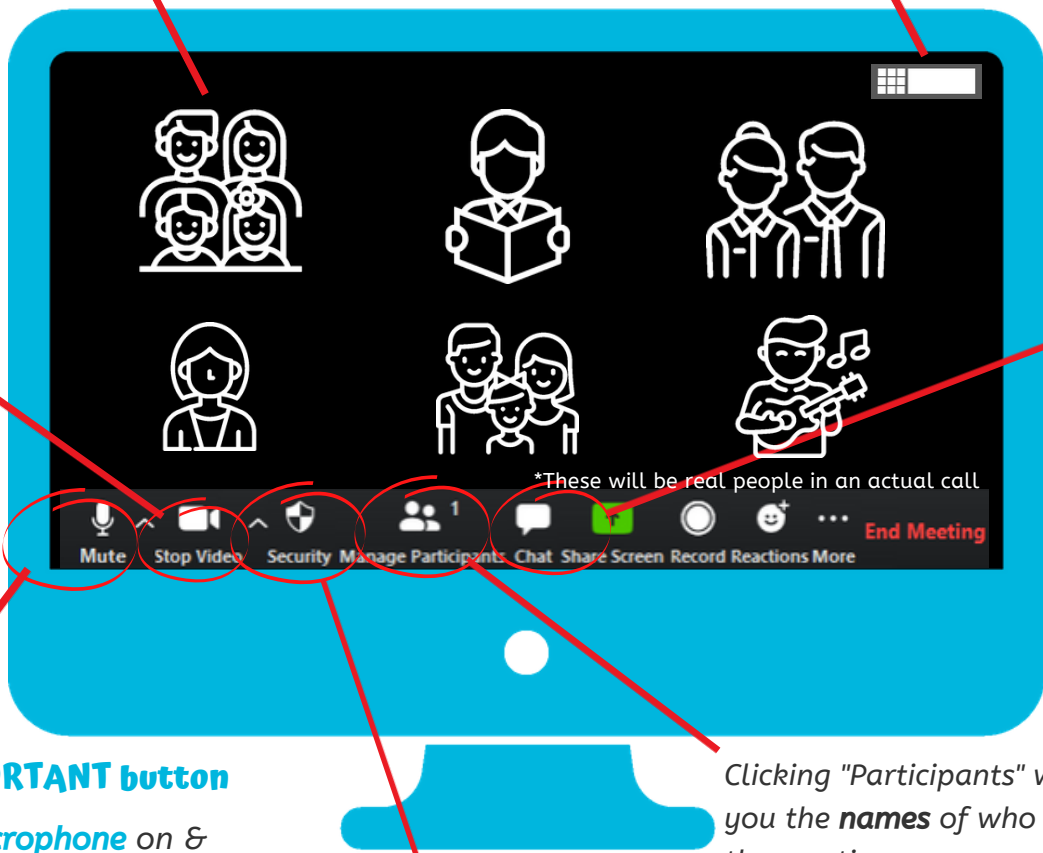 *These will be real people in an actual call
1
Mute Stop Video Security Manage Participants Chat Share Screen Record Reactions More End Meeting
RTANT button
crophone on &
Clicking "Participants" w
you the names of who